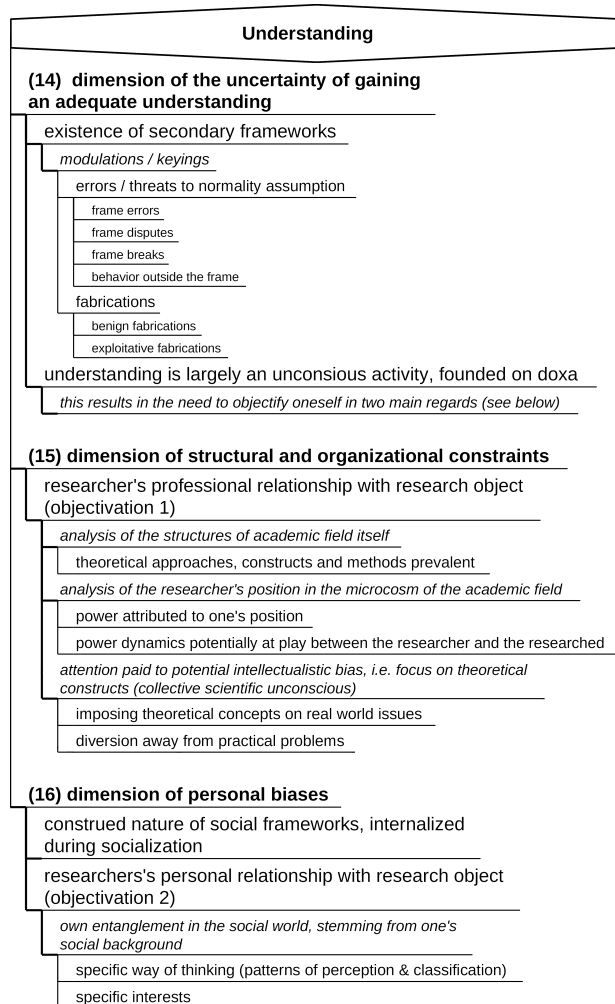 Understanding
(14) dimension of the uncertainty of gaining
an adequate understanding
existence of secondary frameworks
modulations / keyings
errors / threats to normality assumption
frame errors
frame disputes
frame breaks
behavior outside the frame
fabrications
benign fabrications
exploitative fabrications
understanding is largely an unconsious activity, founded on doxa
this results in the need to objectify oneself in two main regards (see below)
(15) dimension of structural and organizational constraints
researcher's professional relationship with research object
(objectivation 1)
analysis of the structures of academic field itself
theoretical approaches, constructs and methods prevalent
analysis of the researcher's position in the microcosm of the academic field
power attributed to one's position
power dynamics potentially at play between the researcher and the researched
attention paid to potential intellectualistic bias, i.e. focus on theoretical
constructs (collective scientific unconscious)
imposing theoretical concepts on real world issues
diversion away from practical problems
(16) dimension of personal biases
construed nature of social frameworks, internalized
during socialization
researchers's personal relationship with research object
(objectivation 2)
own entanglement in the social world, stemming from one's
social background
specific way of thinking (patterns of perception & classification)
specific interests